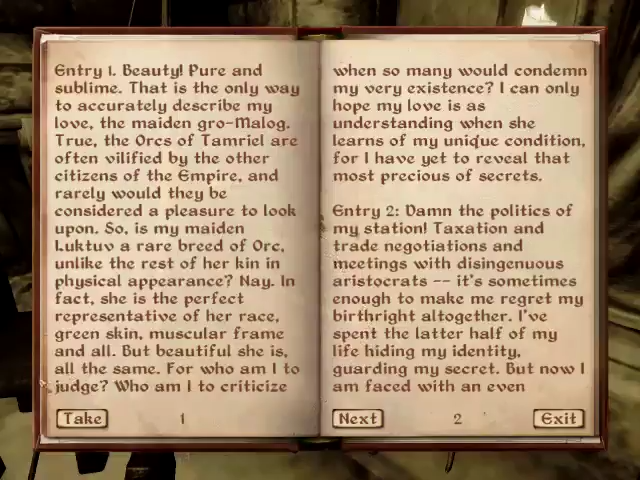 Entry 1. Beauty! Pure and
sublime. That is the only way
to accurately describe my
love, the maiden gro-Malog.
True, the Orcs of Tamriel are
often vilified by the other
citizens of the Empire, and
rarely would they be
considered a pleasure to look
upon. So, is my maiden
Luktuv a rare breed of Orc,
unlike the rest of her kin in
physical appearance? Nay. In
fact, she is the perfect
representative of her race,
green skin, muscular frame
and all. But beautiful she is,
all the same. For who am I to
judge? Who am I to criticize
Take
1
when so many would condemn
my very existence? I can only
hope my love is as
understanding when she
learns of my unique condition,
for I have yet to reveal that
most precious of secrets.
Entry 2: Damn the politics of
my station! Taxation and
trade negotiations and
meetings with disingenuous
aristocrats -- it's sometimes
enough to make me regret my
birthright altogether. I've
spent the latter half of my
life hiding my identity,
guarding my secret. But now I
am faced with an even
Next
2
Exit